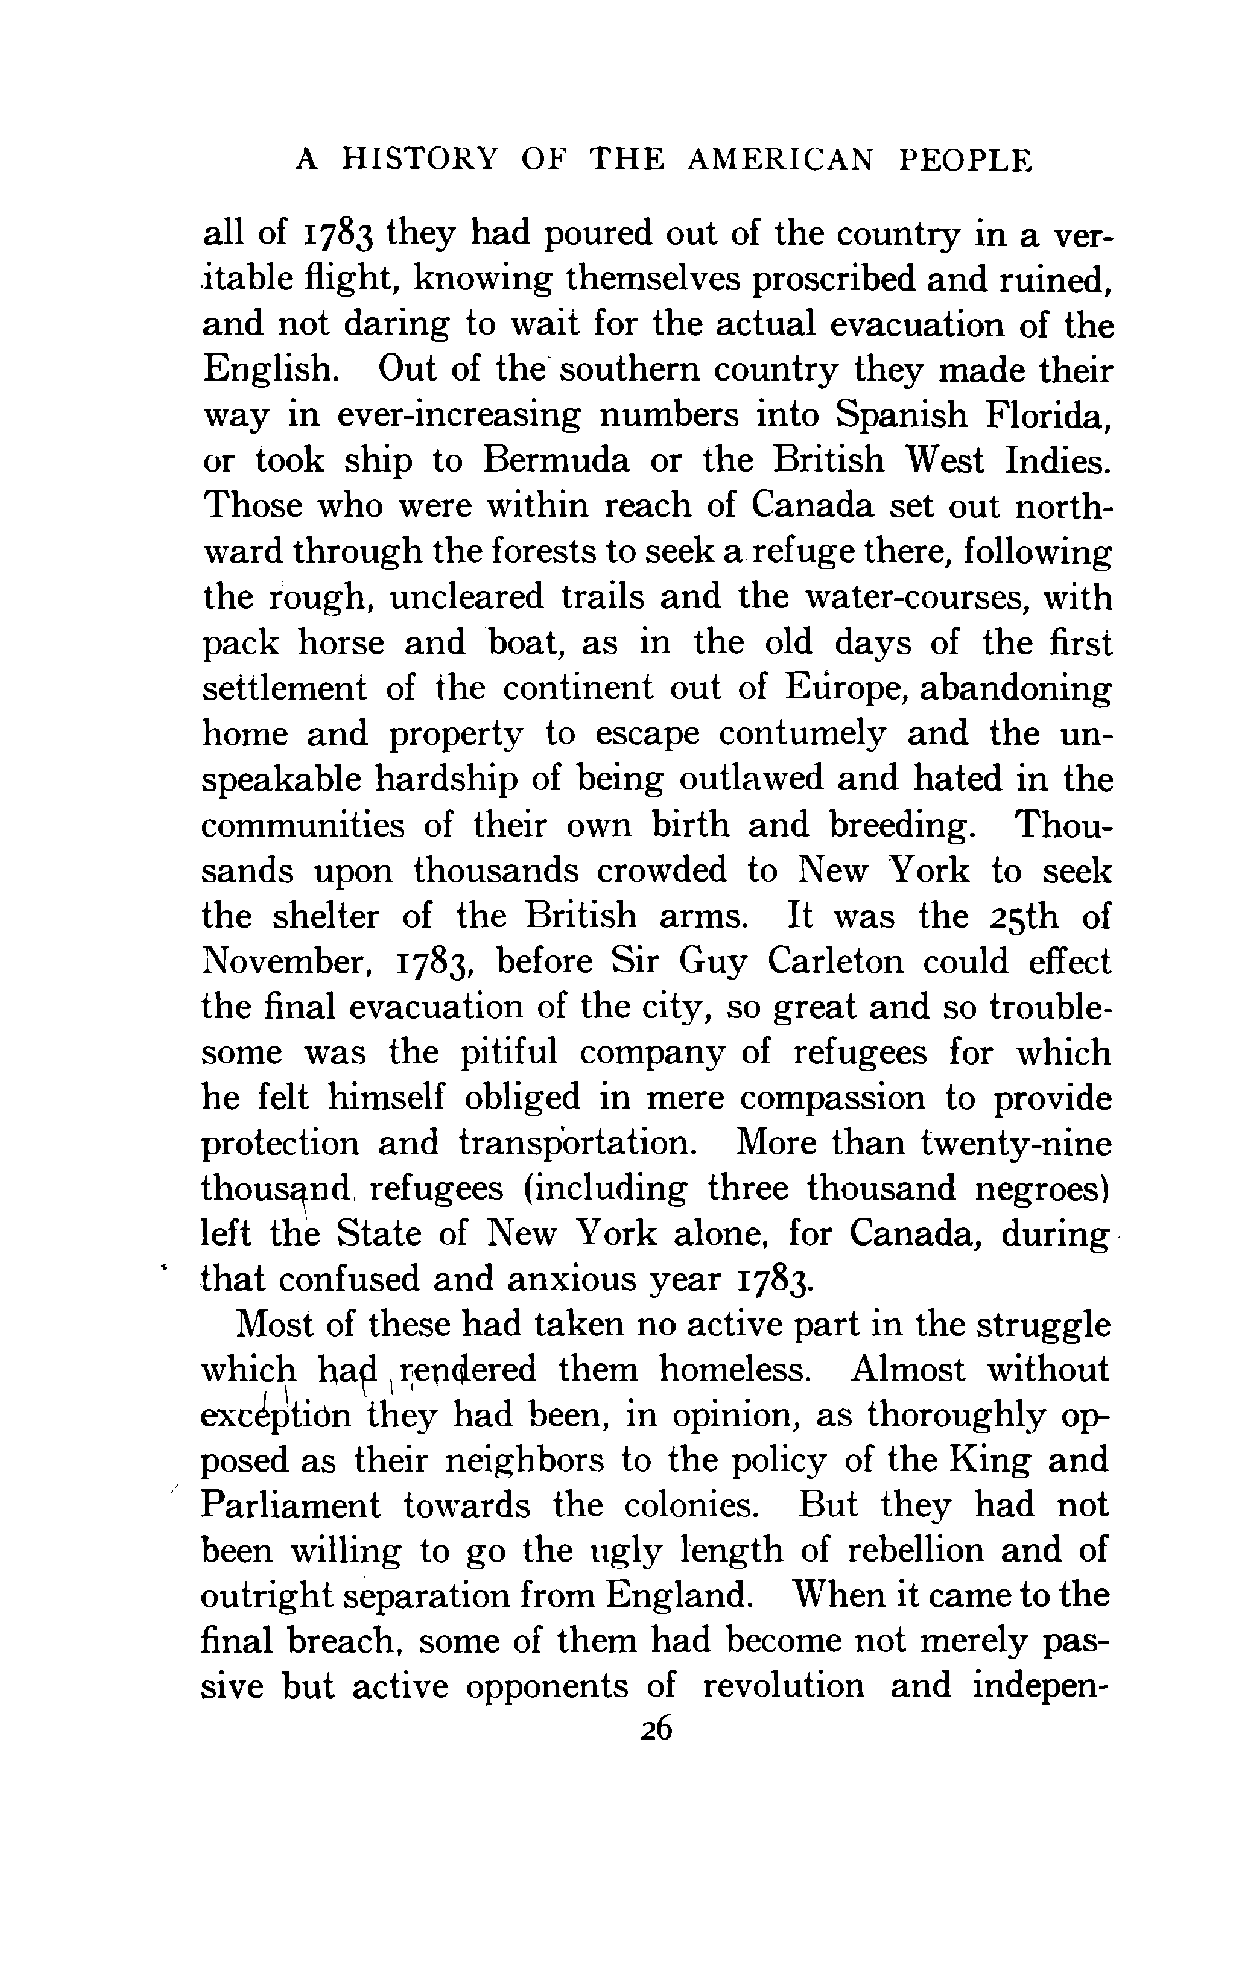 A HISTORY OF THE AMERICAN PEOPLE
all of 1783 they had poured out of the country in a ver-
itable flight, knowing themselves proscribed and ruined,
and not daring to wait for the actual evacuation of the
English. Out of the southern country they made their
way in ever-increasing numbers into Spanish Florida,
or took ship to Bermuda or the British West Indies.
Those who were within reach of Canada set out north-
ward through the forests to seek a refuge there, following
the rough, uncleared trails and the water-courses, with
pack horse and boat, as in the old days of the first
settlement of the continent out of Europe, abandoning
home and property to escape contumely and the un-
speakable hardship of being outlawed and hated in the
communities of their own birth and breeding. Thou-
sands upon thousands crowded to New York to seek
the shelter of the British arms. It was the 25th of
November, 1783, before Sir Guy Carleton could effect
the final evacuation of the city, so great and so trouble-
some was the pitiful company of refugees for which
he felt himself obliged in mere compassion to provide
protection and transportation. More than twenty-nine
thousand refugees (including three thousand negroes)
left the State of New York alone, for Canada, during
that confused and anxious year 1783.
Most of these had taken no active part in the struggle
which had rendered them homeless. Almost without
exception they had been, in opinion, as thoroughly op-
posed as their neighbors to the policy of the King and
Parliament towards the colonies. But they had not
been willing to go the ugly length of rebellion and of
outright separation from England. When it came to the
final breach, some of them had become not merely pas-
sive but active opponents of revolution and indepen-
26